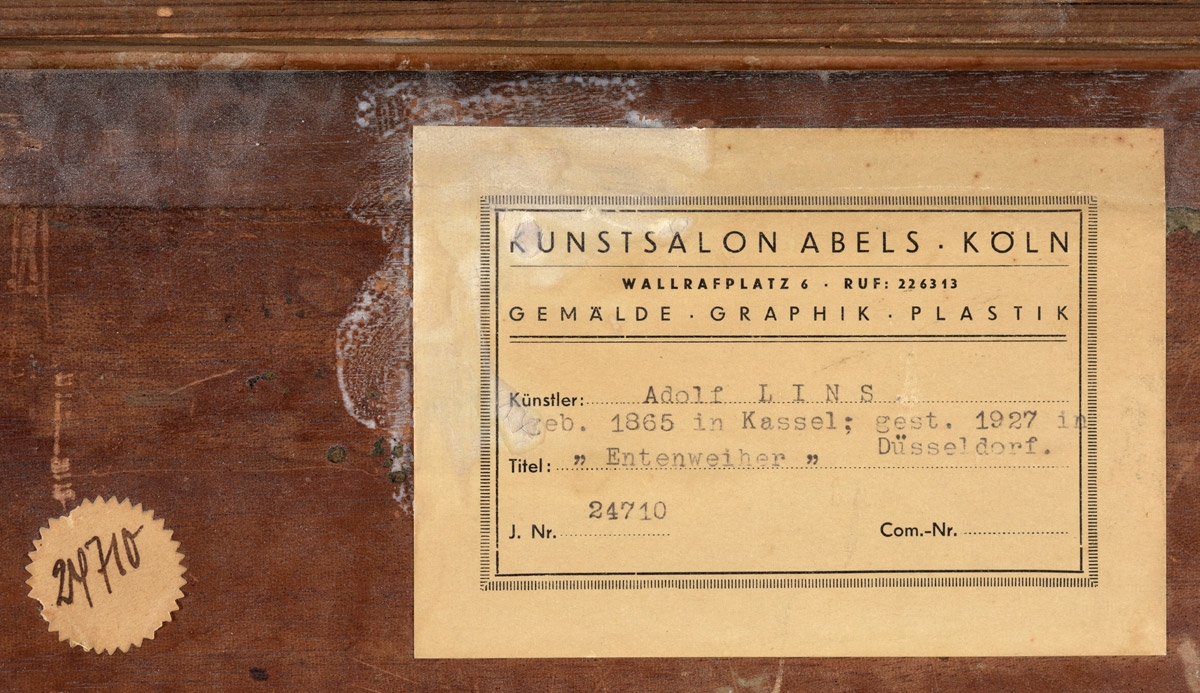 KUNSTSALON ABELS · KÖLN
WALLRAFPLATZ 6 · RUF: 226313
GEMÄLDE · GRAPHIK · PLASTIK
Künstler: Adolf LINS
geb. 1865 in Kassel; gest. 1927 in
Düsseldorf.
Titel: „ Entenweiher „
J. Nr. 24710
Com.-Nr.
24710